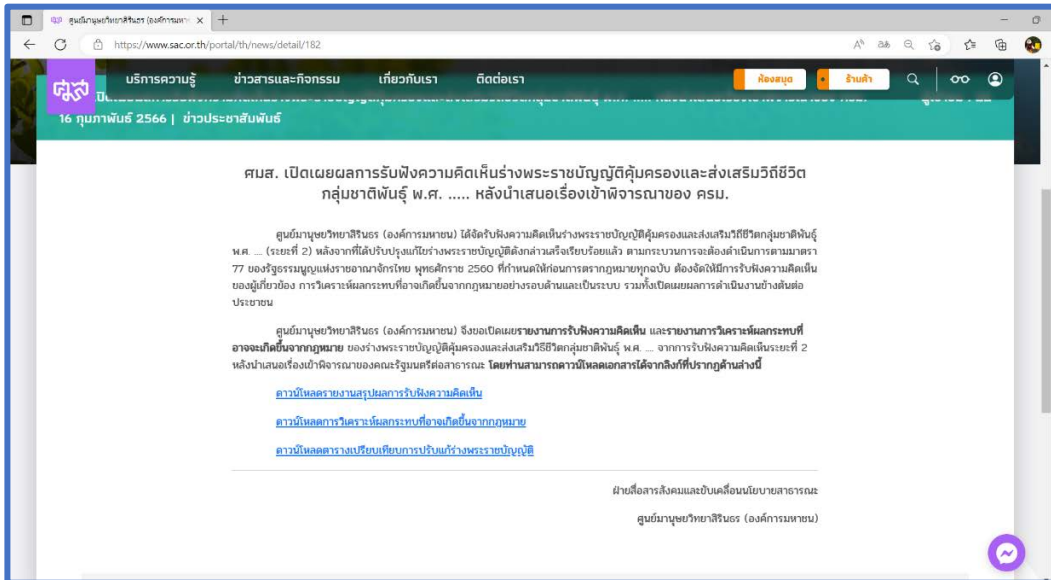 ศูนย์มานุษยวิทยาสิรินธร (องค์การมหา
https://www.sac.or.th/portal/th/news/detail/182
ศมส
บริการความรู้
ข่าวสารและกิจกรรม
เกี่ยวกับเรา
ติดต่อเรา
ห้องสมุด
ร้านค้า
16 กุมภาพันธ์ 2566 | ข่าวประชาสัมพันธ์
ศมส. เปิดเผยผลการรับฟังความคิดเห็นร่างพระราชบัญญัติคุ้มครองและส่งเสริมวิถีชีวิต
กลุ่มชาติพันธุ์ พ.ศ. ..... หลังนำเสนอเรื่องเข้าพิจารณาของ ครม.
ศูนย์มานุษยวิทยาสิรินธร (องค์การมหาชน) ได้จัดรับฟังความคิดเห็นร่างพระราชบัญญัติคุ้มครองและส่งเสริมวิถีชีวิตกลุ่มชาติพันธุ์
พ.ศ. .... (ระยะที่ 2) หลังจากที่ได้ปรับปรุงแก้ไขร่างพระราชบัญญัติดังกล่าวเสร็จเรียบร้อยแล้ว ตามกระบวนการจะต้องดำเนินการตามมาตรา
77 ของรัฐธรรมนูญแห่งราชอาณาจักรไทย พุทธศักราช 2560 ที่กำหนดให้ก่อนการตรากฎหมายทุกฉบับ ต้องจัดให้มีการรับฟังความคิดเห็น
ของผู้เกี่ยวข้อง การวิเคราะห์ผลกระทบที่อาจเกิดขึ้นจากกฎหมายอย่างรอบด้านและเป็นระบบ รวมทั้งเปิดเผยผลการดำเนินงานข้างต้นต่อ
ประชาชน
ศูนย์มานุษยวิทยาสิรินธร (องค์การมหาชน) จึงขอเปิดเผยรายงานการรับฟังความคิดเห็น และรายงานการวิเคราะห์ผลกระทบที่
อาจจะเกิดขึ้นจากกฎหมาย ของร่างพระราชบัญญัติคุ้มครองและส่งเสริมวิธีชีวิตกลุ่มชาติพันธุ์ พ.ศ. .... จากการรับฟังความคิดเห็นระยะที่ 2
หลังนำเสนอเรื่องเข้าพิจารณาของคณะรัฐมนตรีต่อสาธารณะ โดยท่านสามารถดาวน์โหลดเอกสารได้จากลิงก์ที่ปรากฏด้านล่างนี้
ดาวน์โหลดรายงานสรุปผลการรับฟังความคิดเห็น
ดาวน์โหลดการวิเคราะห์ผลกระทบที่อาจเกิดขึ้นจากกฎหมาย
ดาวน์โหลดตารางเปรียบเทียบการปรับแก้ร่างพระราชบัญญัติ
ฝ่ายสื่อสารสังคมและขับเคลื่อนนโยบายสาธารณะ
ศูนย์มานุษยวิทยาสิรินธร (องค์การมหาชน)